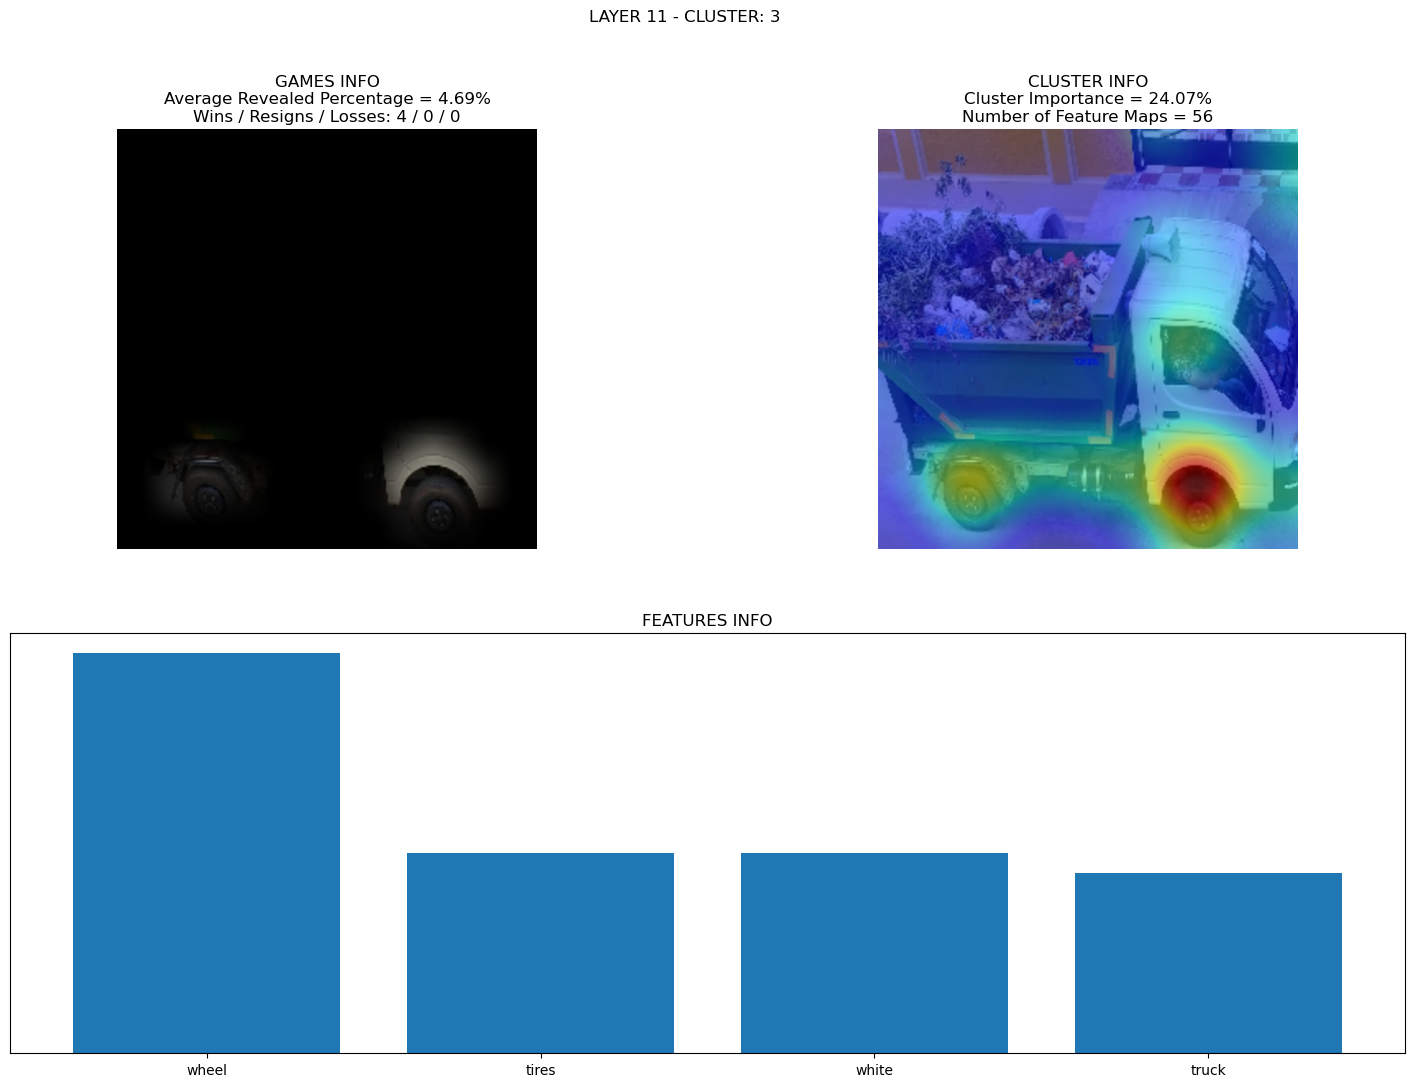 LAYER 11 - CLUSTER: 3
GAMES INFO
Average Revealed Percentage = 4.69%
Wins / Resigns / Losses: 4 / 0 / 0
CLUSTER INFO
Cluster Importance = 24.07%
Number of Feature Maps = 56
FEATURES INFO
wheel
tires
white
truck